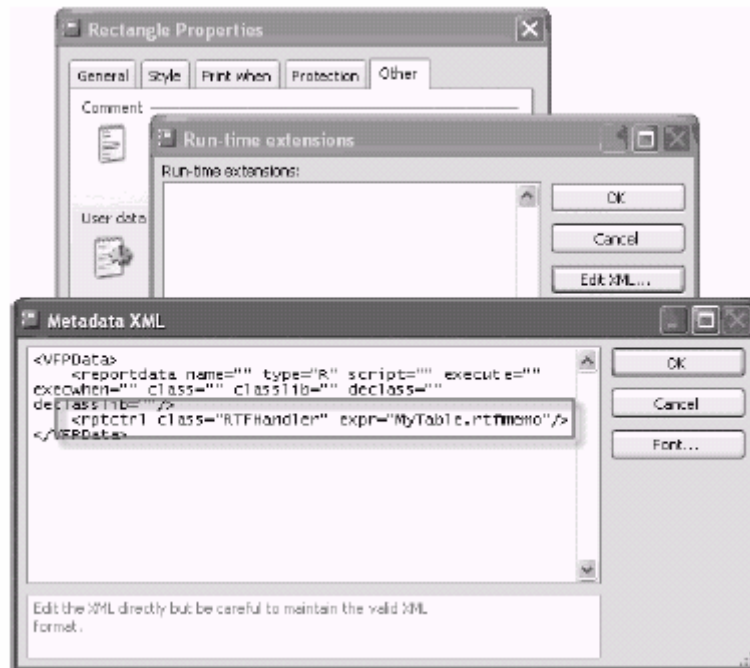 Rectangle Properties
General Style Print when Protection Other
Comment
Run-time extensions
Run-time extensions:
OK
User data
Cancel
Edit XML...
Metadata XML
<VFPData>
<reportdata name="" type="R" script="" execute=""
execwhen="" class="" classlib="" declass=""
declasslib=""/>
<rptctrl class="RTFHandler" expr="MyTable.rtfmemo"/>
</VFPData>
OK
Cancel
Font...
Edit the XML directly but be careful to maintain the valid XML
format.